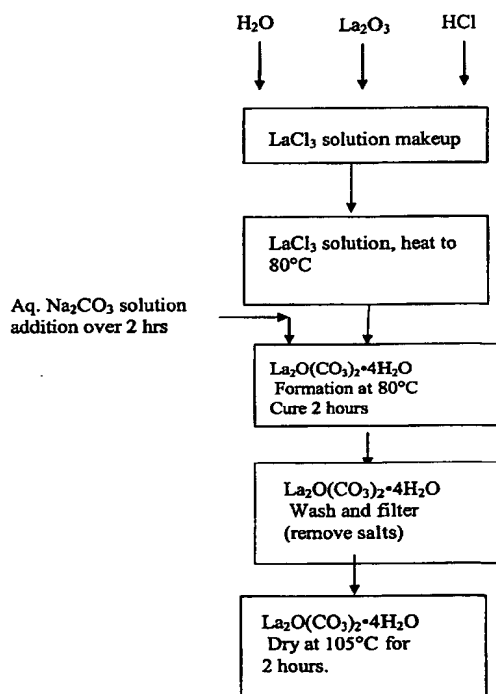 H₂O La₂O₃ HCl
LaCl₃ solution makeup
LaCl₃ solution, heat to
80°C
Aq. Na₂CO₃ solution
addition over 2 hrs
La₂O(CO₃)₂•4H₂O
Formation at 80°C
Cure 2 hours
La₂O(CO₃)₂•4H₂O
Wash and filter
(remove salts)
La₂O(CO₃)₂•4H₂O
Dry at 105°C for
2 hours.